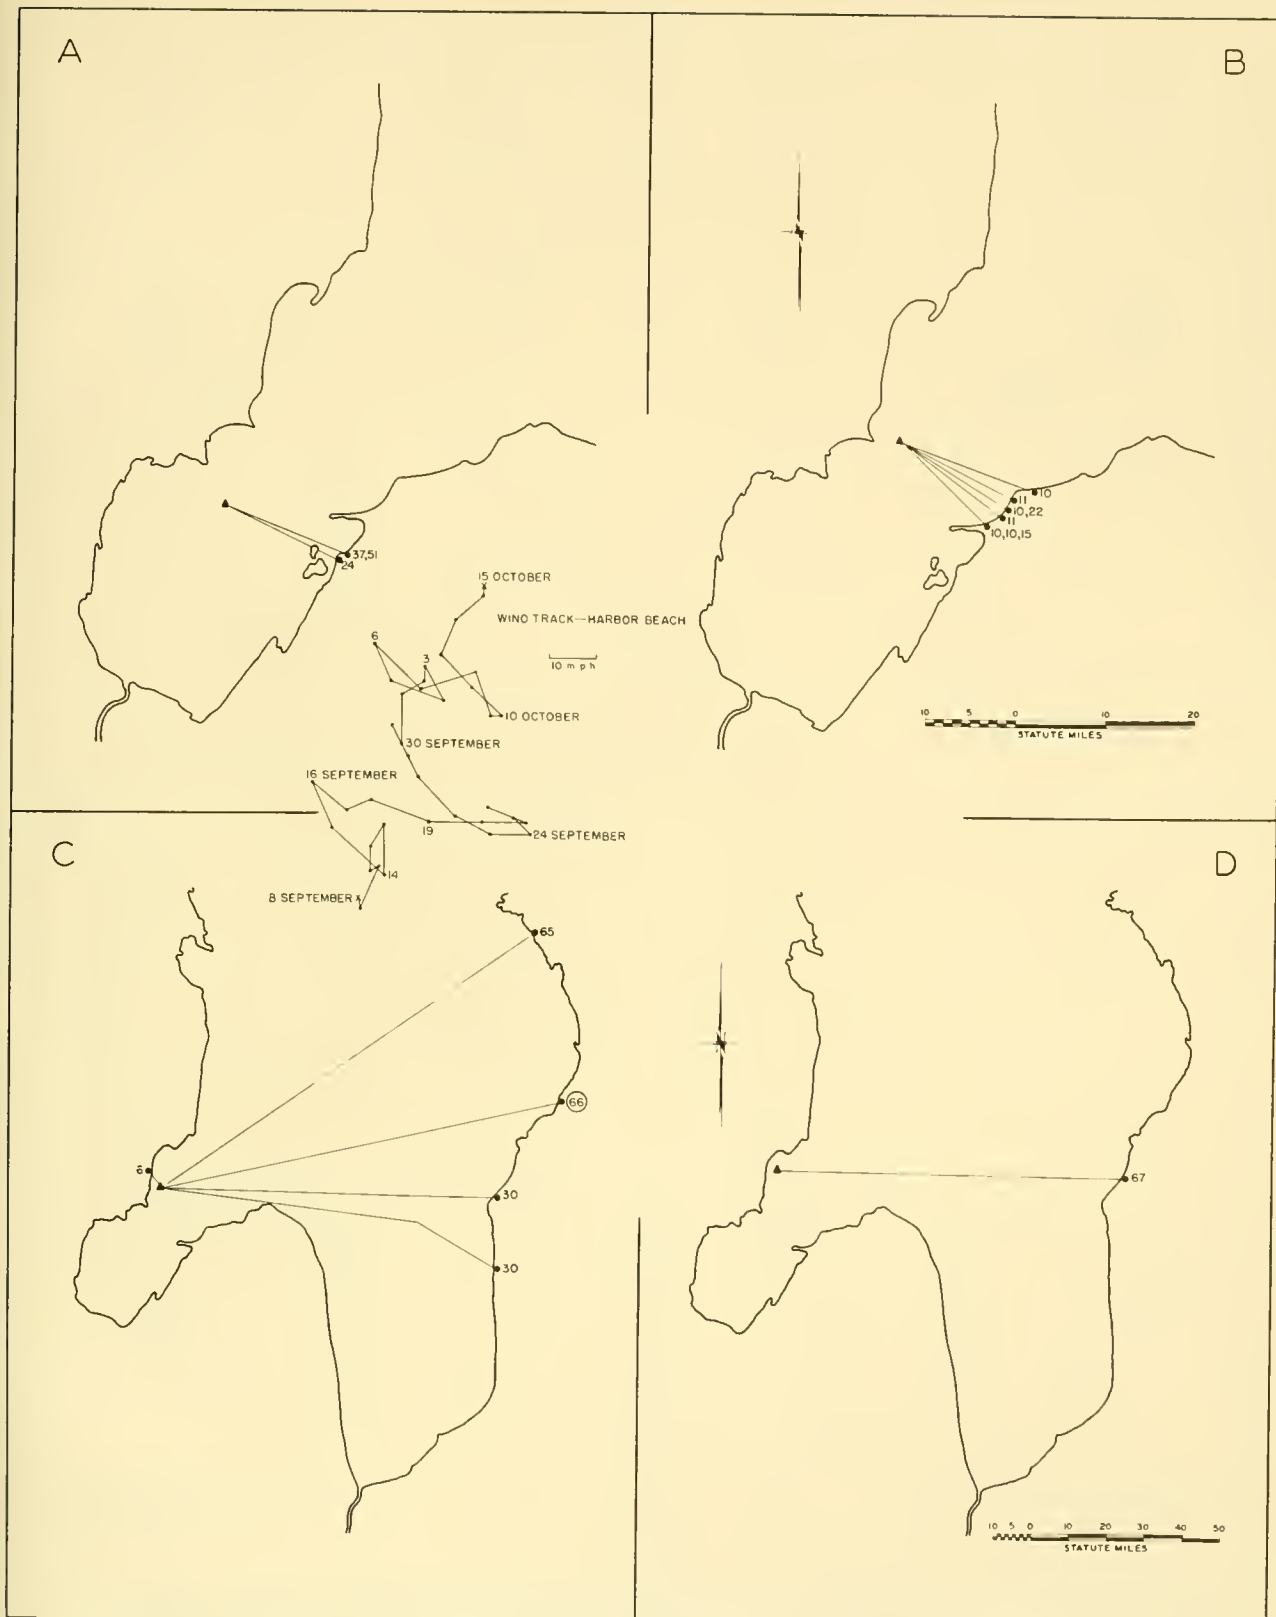 A
B
10
11
10,22
11
10,10,15
37,51
24
15 OCTOBER
WIND TRACK—HARBOR BEACH
6
3
10 m p h
10 OCTOBER
30 SEPTEMBER
10 5 0 10 20
STATUTE MILES
16 SEPTEMBER
19
24 SEPTEMBER
14
8 SEPTEMBER
C
D
65
66
6
30
30
67
10 5 0 10 20 30 40 50
STATUTE MILES